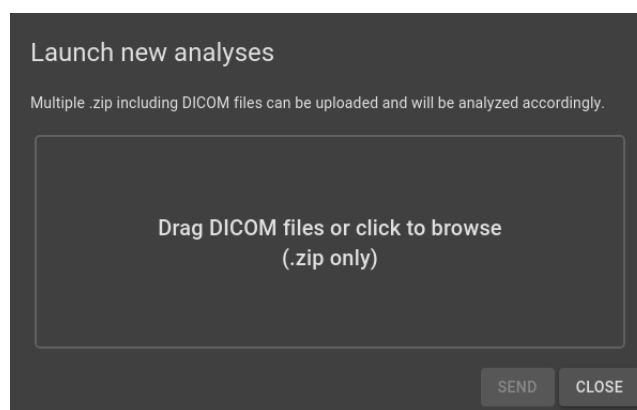 Launch new analyses
Multiple .zip including DICOM files can be uploaded and will be analyzed accordingly.
Drag DICOM files or click to browse
(.zip only)
SEND CLOSE